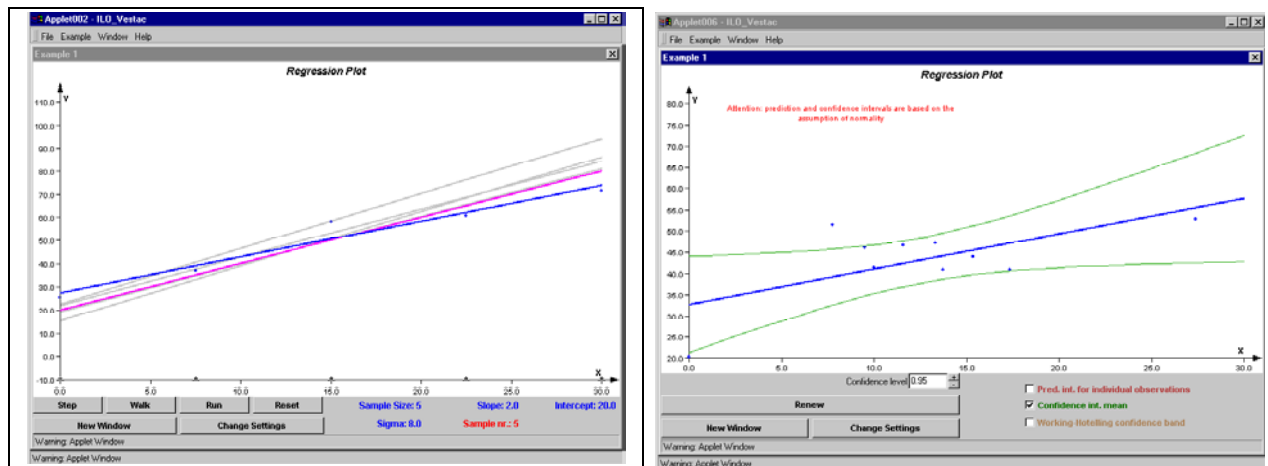 Applet002 - ILO_Vestac
File Example Window Help
Example 1
Regression Plot
Y
110.0
100.0
90.0
80.0
70.0
60.0
50.0
40.0
30.0
20.0
10.0
0.0
-10.0
X
0.0 5.0 10.0 15.0 20.0 25.0 30.0
Step Walk Run Reset Sample Size: 5 Slope: 2.0 Intercept: 20.0
New Window Change Settings Sigma: 8.0 Sample nr.: 5
Warning: Applet Window
Warning: Applet Window
Applet006 - ILO_Vestac
File Example Window Help
Example 1
Regression Plot
Y
Attention: prediction and confidence intervals are based on the
assumption of normality
80.0
75.0
70.0
65.0
60.0
55.0
50.0
45.0
40.0
35.0
30.0
25.0
20.0
X
0.0 5.0 10.0 15.0 20.0 25.0 30.0
Confidence level 0.95
Pred. int. for individual observations
Renew
Confidence int. mean
New Window Change Settings
Working-Hotelling confidence band
Warning: Applet Window
Warning: Applet Window